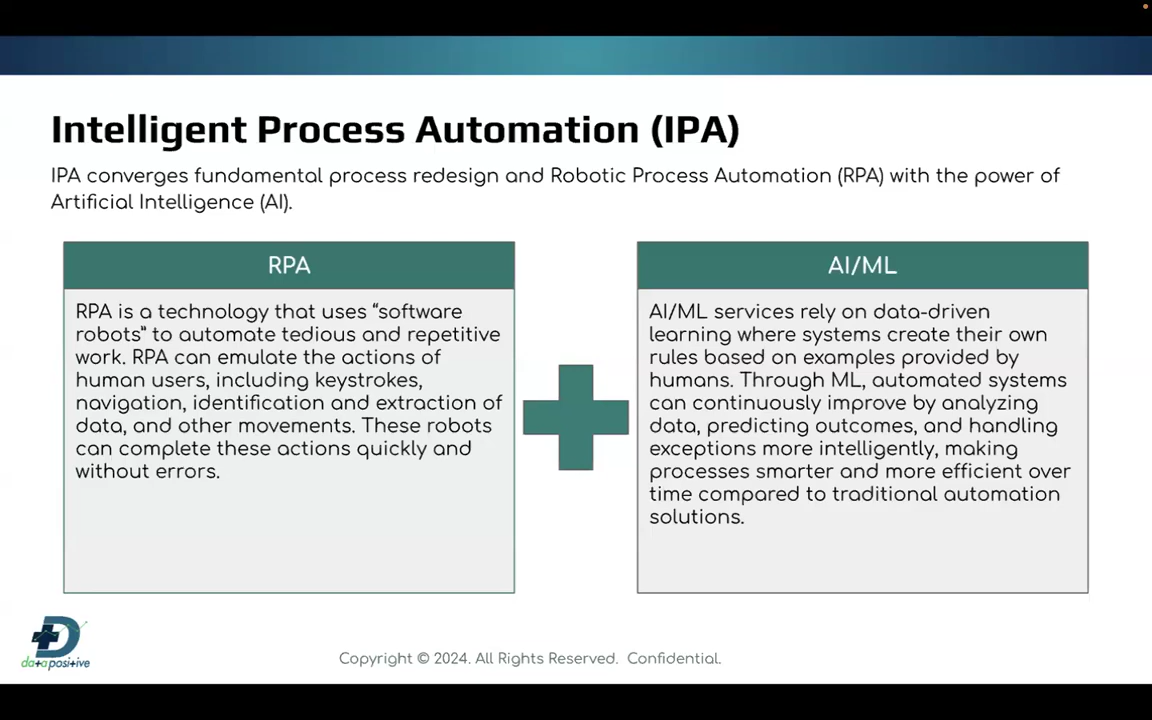 Intelligent Process Automation (IPA)
IPA converges fundamental process redesign and Robotic Process Automation (RPA) with the power of
Artificial Intelligence (AI).
RPA
RPA is a technology that uses “software
robots” to automate tedious and repetitive
work. RPA can emulate the actions of
human users, including keystrokes,
navigation, identification and extraction of
data, and other movements. These robots
can complete these actions quickly and
without errors.
AI/ML
AI/ML services rely on data-driven
learning where systems create their own
rules based on examples provided by
humans. Through ML, automated systems
can continuously improve by analyzing
data, predicting outcomes, and handling
exceptions more intelligently, making
processes smarter and more efficient over
time compared to traditional automation
solutions.
data positive
Copyright © 2024. All Rights Reserved. Confidential.